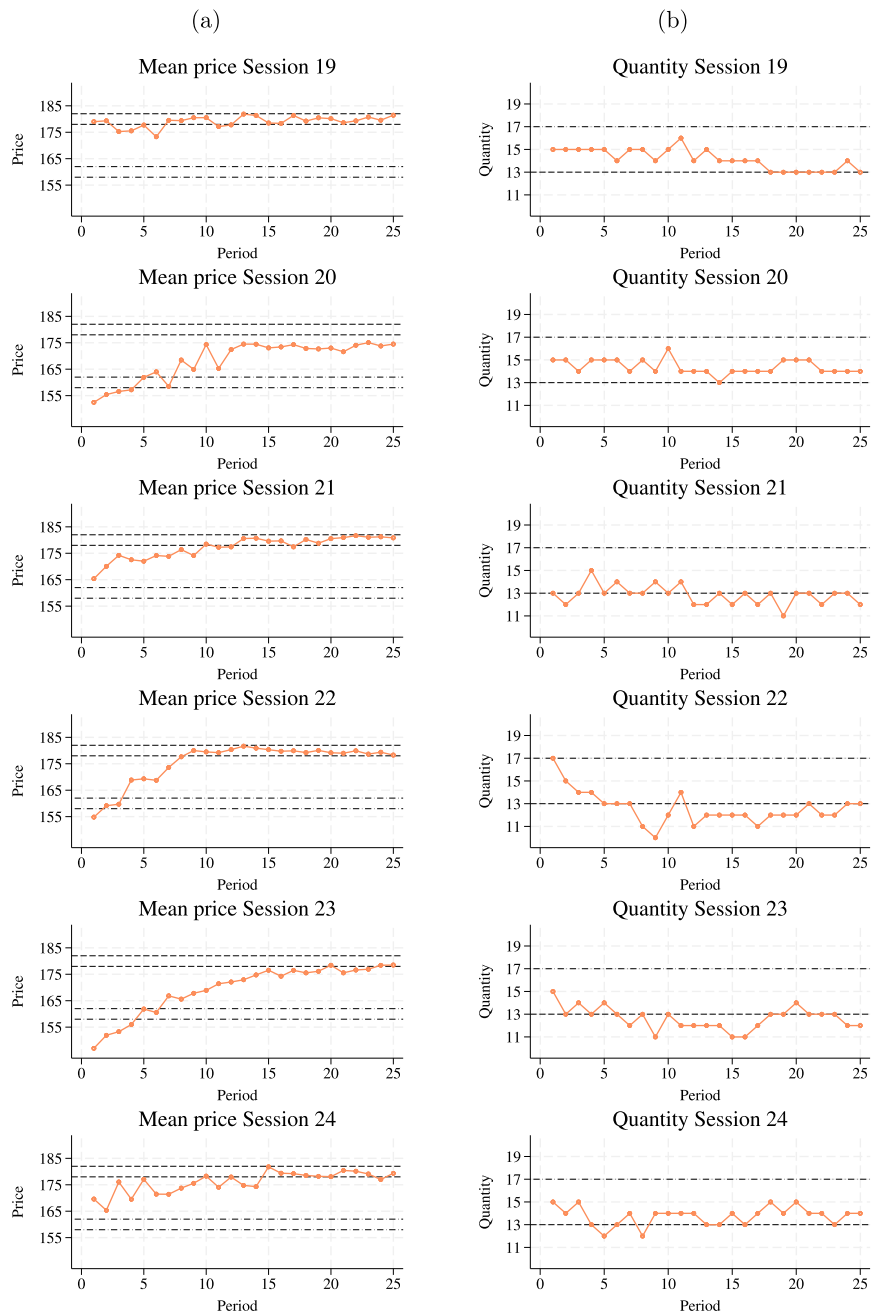 (a)
(b)
Mean price Session 19
Price
185
175
165
155
0 5 10 15 20 25
Period
Quantity Session 19
Quantity
19
17
15
13
11
0 5 10 15 20 25
Period
Mean price Session 20
Price
185
175
165
155
0 5 10 15 20 25
Period
Quantity Session 20
Quantity
19
17
15
13
11
0 5 10 15 20 25
Period
Mean price Session 21
Price
185
175
165
155
0 5 10 15 20 25
Period
Quantity Session 21
Quantity
19
17
15
13
11
0 5 10 15 20 25
Period
Mean price Session 22
Price
185
175
165
155
0 5 10 15 20 25
Period
Quantity Session 22
Quantity
19
17
15
13
11
0 5 10 15 20 25
Period
Mean price Session 23
Price
185
175
165
155
0 5 10 15 20 25
Period
Quantity Session 23
Quantity
19
17
15
13
11
0 5 10 15 20 25
Period
Mean price Session 24
Price
185
175
165
155
0 5 10 15 20 25
Period
Quantity Session 24
Quantity
19
17
15
13
11
0 5 10 15 20 25
Period